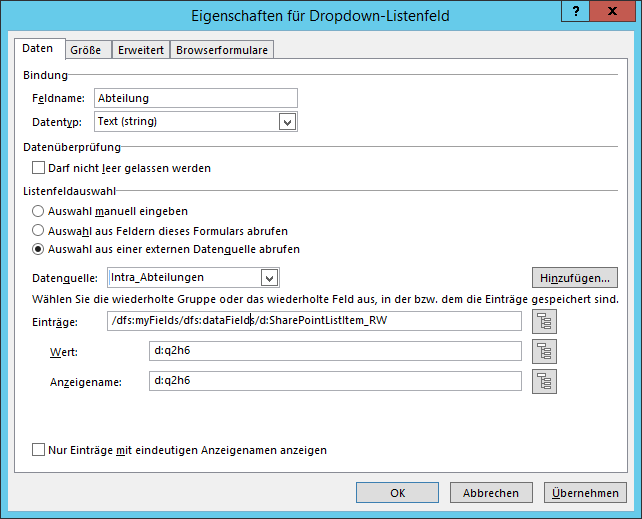 Eigenschaften für Dropdown-Listenfeld
? x
Daten Größe Erweitert Browserformulare
Bindung
Feldname: Abteilung
Datentyp: Text (string)
Datenüberprüfung
Darf nicht leer gelassen werden
Listenfeldauswahl
Auswahl manuell eingeben
Auswahl aus Feldern dieses Formulars abrufen
Auswahl aus einer externen Datenquelle abrufen
Datenquelle: Intra_Abteilungen Hinzufügen...
Wählen Sie die wiederholte Gruppe oder das wiederholte Feld aus, in der bzw. dem die Einträge gespeichert sind.
Einträge: /dfs:myFields/dfs:dataFields/d:SharePointListItem_RW
Wert: d:q2h6
Anzeigename: d:q2h6
Nur Einträge mit eindeutigen Anzeigenamen anzeigen
OK Abbrechen Übernehmen